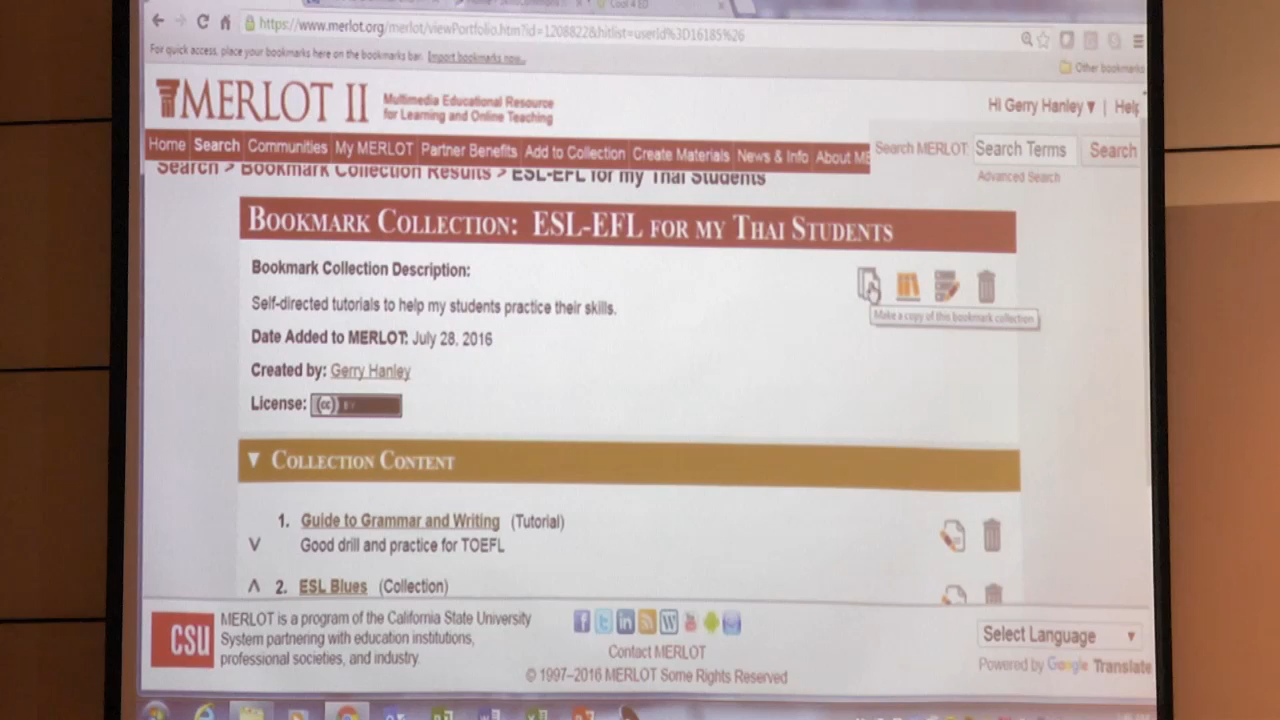 https://www.merlot.org/merlot/viewPortfolio.htm?id=1208822&hitlist=userId%3D16185%26
For quick access, place your bookmarks here on the bookmarks bar. Import bookmarks now...
Other bookmarks
MERLOT II
Multimedia Educational Resource
for Learning and Online Teaching
Hi Gerry Hanley ▼ | Help
Home Search Communities My MERLOT Partner Benefits Add to Collection Create Materials News & Info About ME
Search MERLOT Search Terms Search
Advanced Search
Search > Bookmark Collection Results > ESL-EFL for my Thai Students
BOOKMARK COLLECTION: ESL-EFL FOR MY THAI STUDENTS
Bookmark Collection Description:
Self-directed tutorials to help my students practice their skills.
Make a copy of this bookmark collection
Date Added to MERLOT: July 28, 2016
Created by: Gerry Hanley
License: (cc) BY
▼ COLLECTION CONTENT
1. Guide to Grammar and Writing (Tutorial)
Good drill and practice for TOEFL
2. ESL Blues (Collection)
CSU
MERLOT is a program of the California State University
System partnering with education institutions,
professional societies, and industry.
Contact MERLOT
© 1997–2016 MERLOT Some Rights Reserved
Select Language ▼
Powered by Google Translate